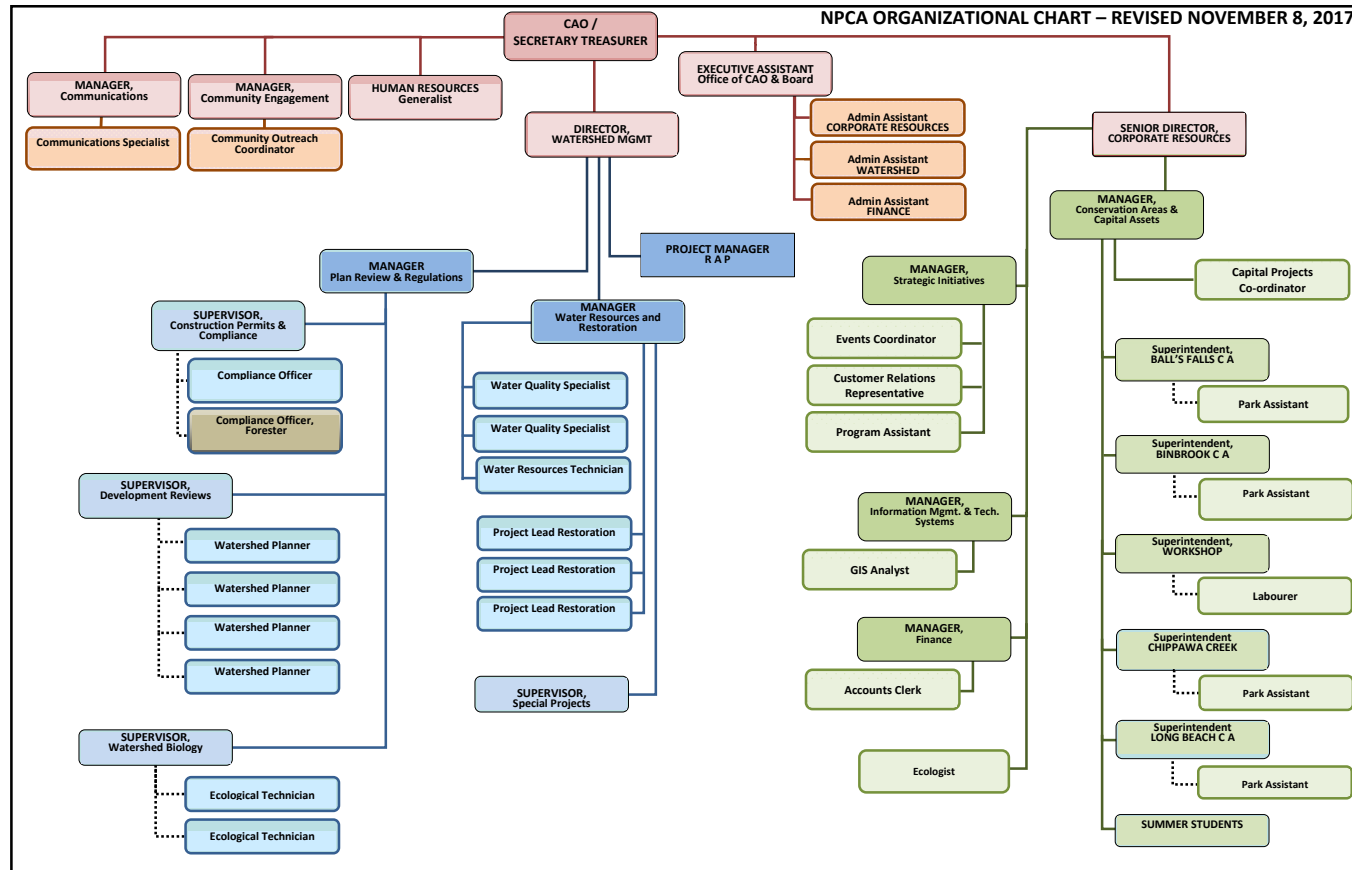 NPCA ORGANIZATIONAL CHART – REVISED NOVEMBER 8, 2017
CAO /
SECRETARY TREASURER
MANAGER,
Communications
MANAGER,
Community Engagement
HUMAN RESOURCES
Generalist
EXECUTIVE ASSISTANT
Office of CAO & Board
Communications Specialist
Community Outreach
Coordinator
DIRECTOR,
WATERSHED MGMT
Admin Assistant
CORPORATE RESOURCES
Admin Assistant
WATERSHED
Admin Assistant
FINANCE
SENIOR DIRECTOR,
CORPORATE RESOURCES
MANAGER,
Conservation Areas &
Capital Assets
PROJECT MANAGER
R A P
MANAGER
Plan Review & Regulations
MANAGER
Water Resources and
Restoration
SUPERVISOR,
Construction Permits &
Compliance
Compliance Officer
Compliance Officer,
Forester
SUPERVISOR,
Development Reviews
Watershed Planner
Watershed Planner
Watershed Planner
Watershed Planner
SUPERVISOR,
Watershed Biology
Ecological Technician
Ecological Technician
Water Quality Specialist
Water Quality Specialist
Water Resources Technician
Project Lead Restoration
Project Lead Restoration
Project Lead Restoration
SUPERVISOR,
Special Projects
MANAGER,
Strategic Initiatives
Events Coordinator
Customer Relations
Representative
Program Assistant
MANAGER,
Information Mgmt. & Tech.
Systems
GIS Analyst
MANAGER,
Finance
Accounts Clerk
Ecologist
Capital Projects
Co-ordinator
Superintendent,
BALL'S FALLS C A
Park Assistant
Superintendent,
BINBROOK C A
Park Assistant
Superintendent,
WORKSHOP
Labourer
Superintendent
CHIPPAWA CREEK
Park Assistant
Superintendent
LONG BEACH C A
Park Assistant
SUMMER STUDENTS